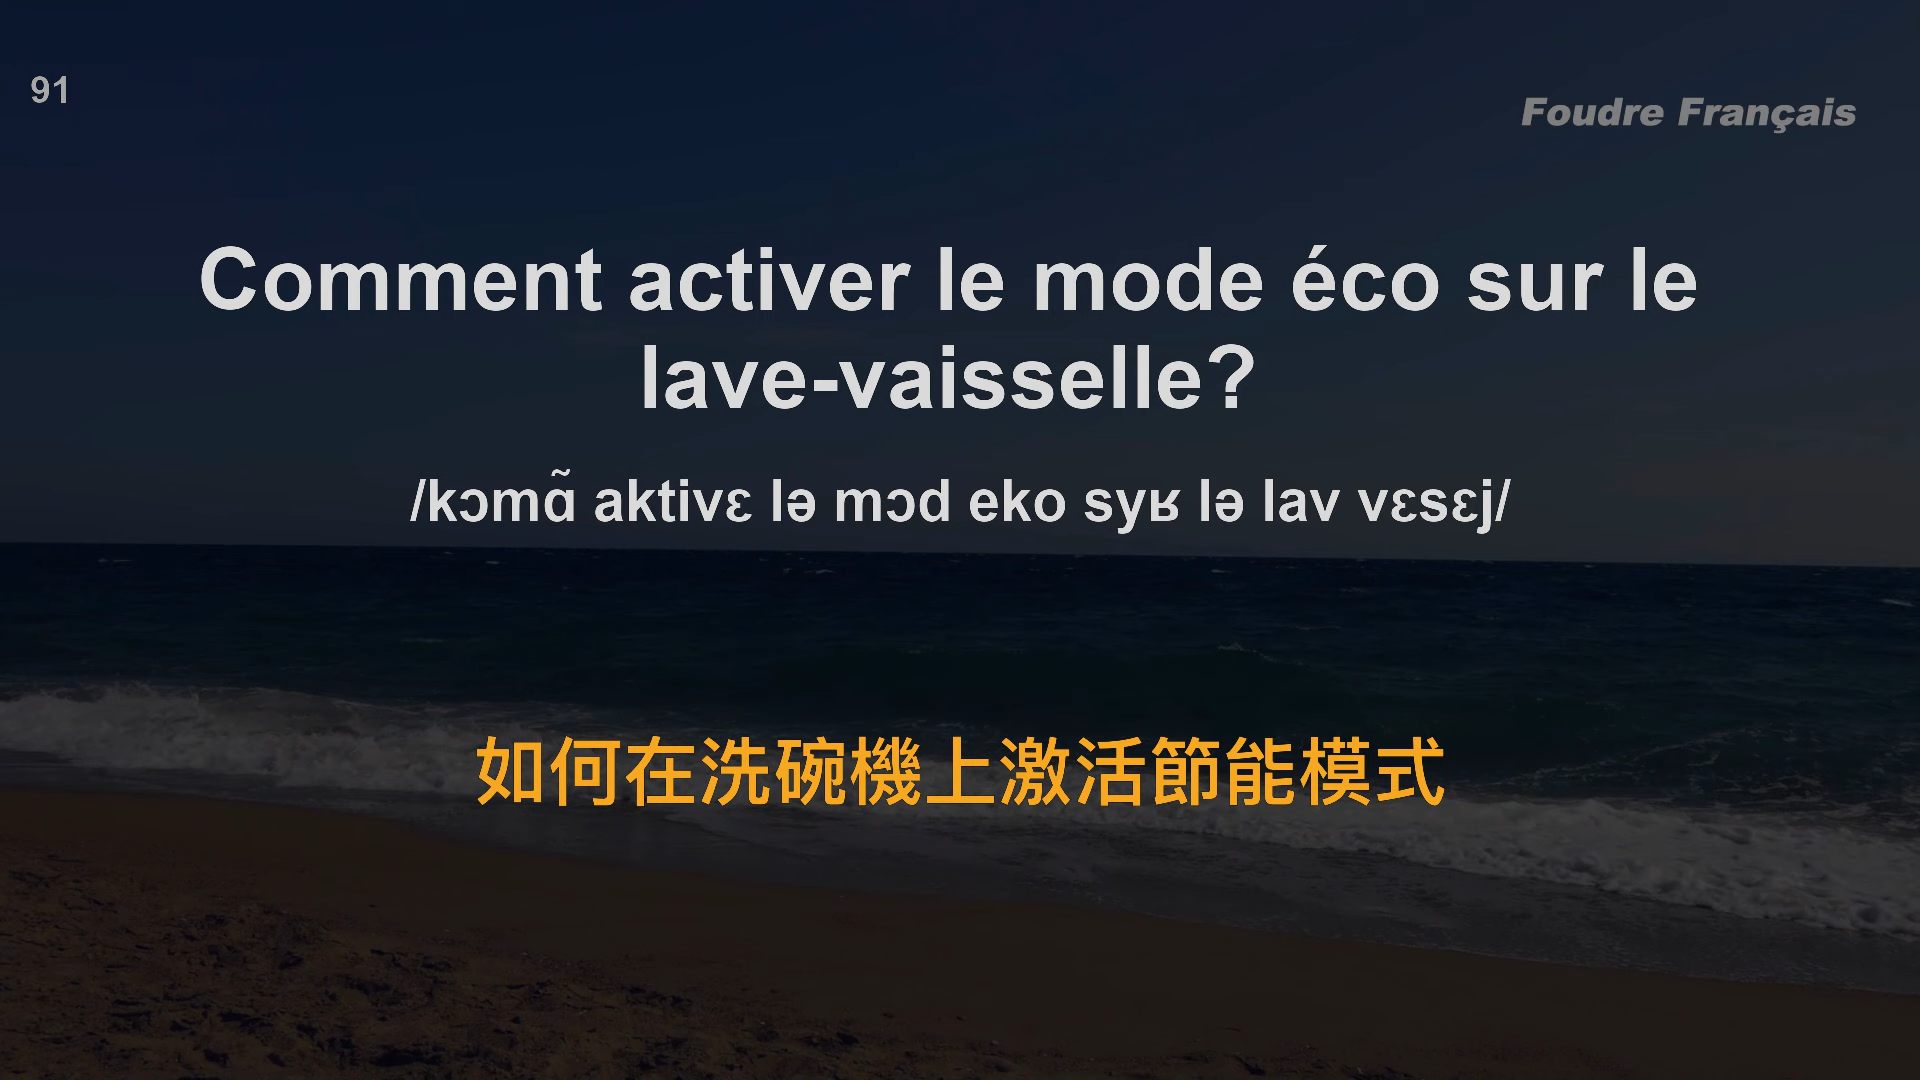 91
Foudre Français
Comment activer le mode éco sur le
lave-vaisselle?
/kɔmɑ̃ aktivɛ lə mɔd eko syʁ lə lav vɛsɛj/
如何在洗碗機上激活節能模式